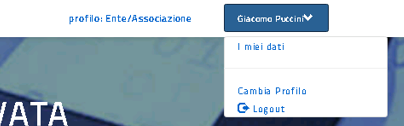 profilo: Ente/Associazione Giacomo Puccini
I miei dati
Cambia Profilo
Logout
VATA